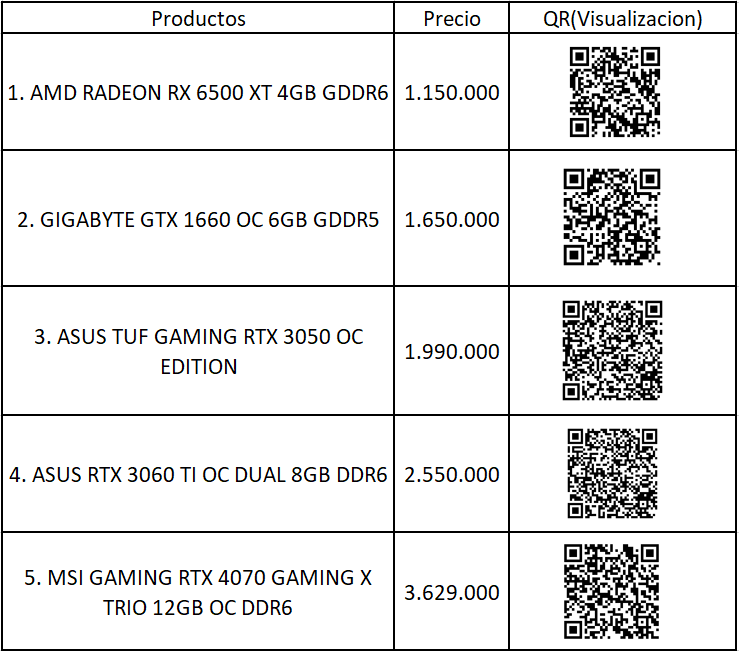 Productos Precio QR(Visualizacion)
1. AMD RADEON RX 6500 XT 4GB GDDR6 1.150.000
2. GIGABYTE GTX 1660 OC 6GB GDDR5 1.650.000
3. ASUS TUF GAMING RTX 3050 OC
EDITION
1.990.000
4. ASUS RTX 3060 TI OC DUAL 8GB DDR6 2.550.000
5. MSI GAMING RTX 4070 GAMING X
TRIO 12GB OC DDR6
3.629.000